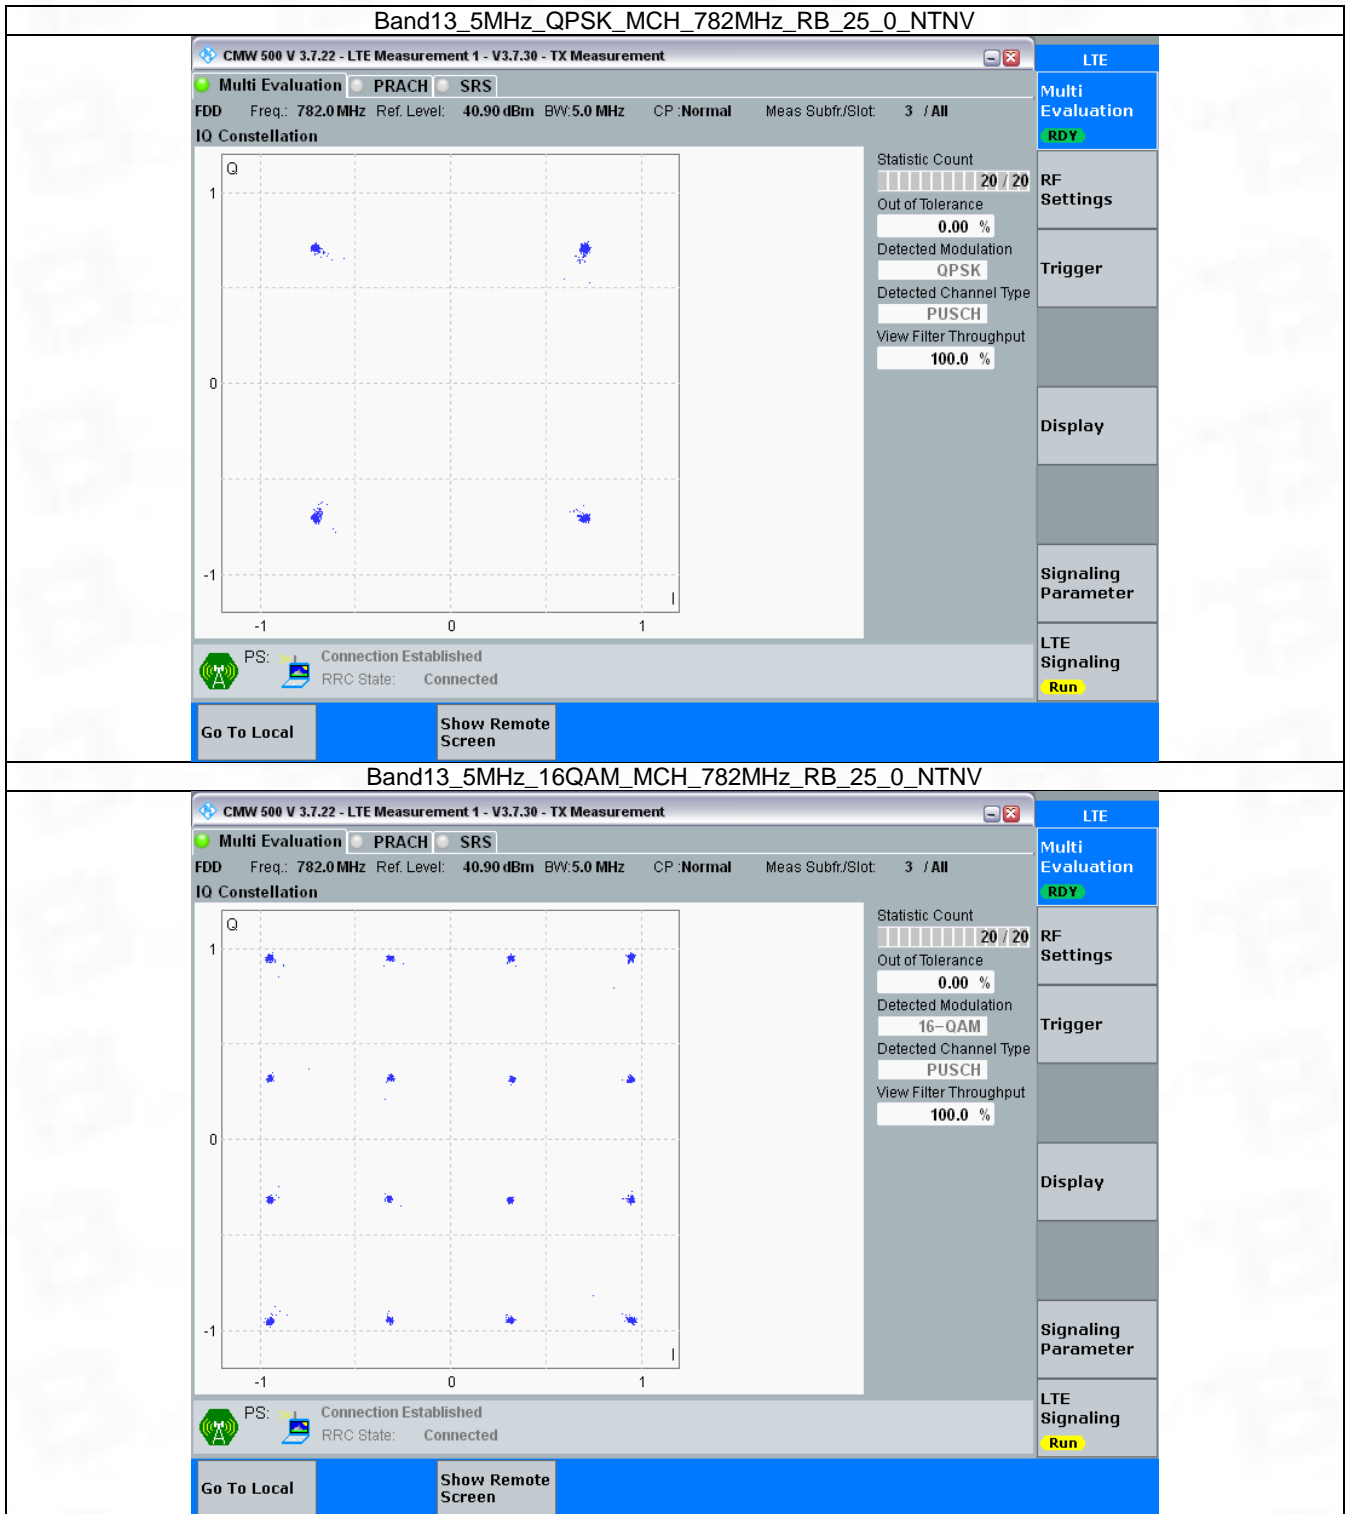 Band13_5MHz_QPSK_MCH_782MHz_RB_25_0_NTNV
CMW 500 V 3.7.22 - LTE Measurement 1 - V3.7.30 - TX Measurement
LTE
Multi Evaluation PRACH SRS
Multi
Evaluation
RDY
FDD Freq.: 782.0 MHz Ref. Level: 40.90 dBm BW:5.0 MHz CP :Normal Meas Subfr./Slot: 3 / All
IQ Constellation
Q
1
0
-1
I
-1 0 1
Statistic Count
20 / 20
Out of Tolerance
0.00 %
Detected Modulation
QPSK
Detected Channel Type
PUSCH
View Filter Throughput
100.0 %
RF
Settings
Trigger
Display
Signaling
Parameter
LTE
Signaling
Run
PS: Connection Established
RRC State: Connected
Go To Local
Show Remote
Screen
Band13_5MHz_16QAM_MCH_782MHz_RB_25_0_NTNV
CMW 500 V 3.7.22 - LTE Measurement 1 - V3.7.30 - TX Measurement
LTE
Multi Evaluation PRACH SRS
Multi
Evaluation
RDY
FDD Freq.: 782.0 MHz Ref. Level: 40.90 dBm BW:5.0 MHz CP :Normal Meas Subfr./Slot: 3 / All
IQ Constellation
Q
1
0
-1
I
-1 0 1
Statistic Count
20 / 20
Out of Tolerance
0.00 %
Detected Modulation
16-QAM
Detected Channel Type
PUSCH
View Filter Throughput
100.0 %
RF
Settings
Trigger
Display
Signaling
Parameter
LTE
Signaling
Run
PS: Connection Established
RRC State: Connected
Go To Local
Show Remote
Screen